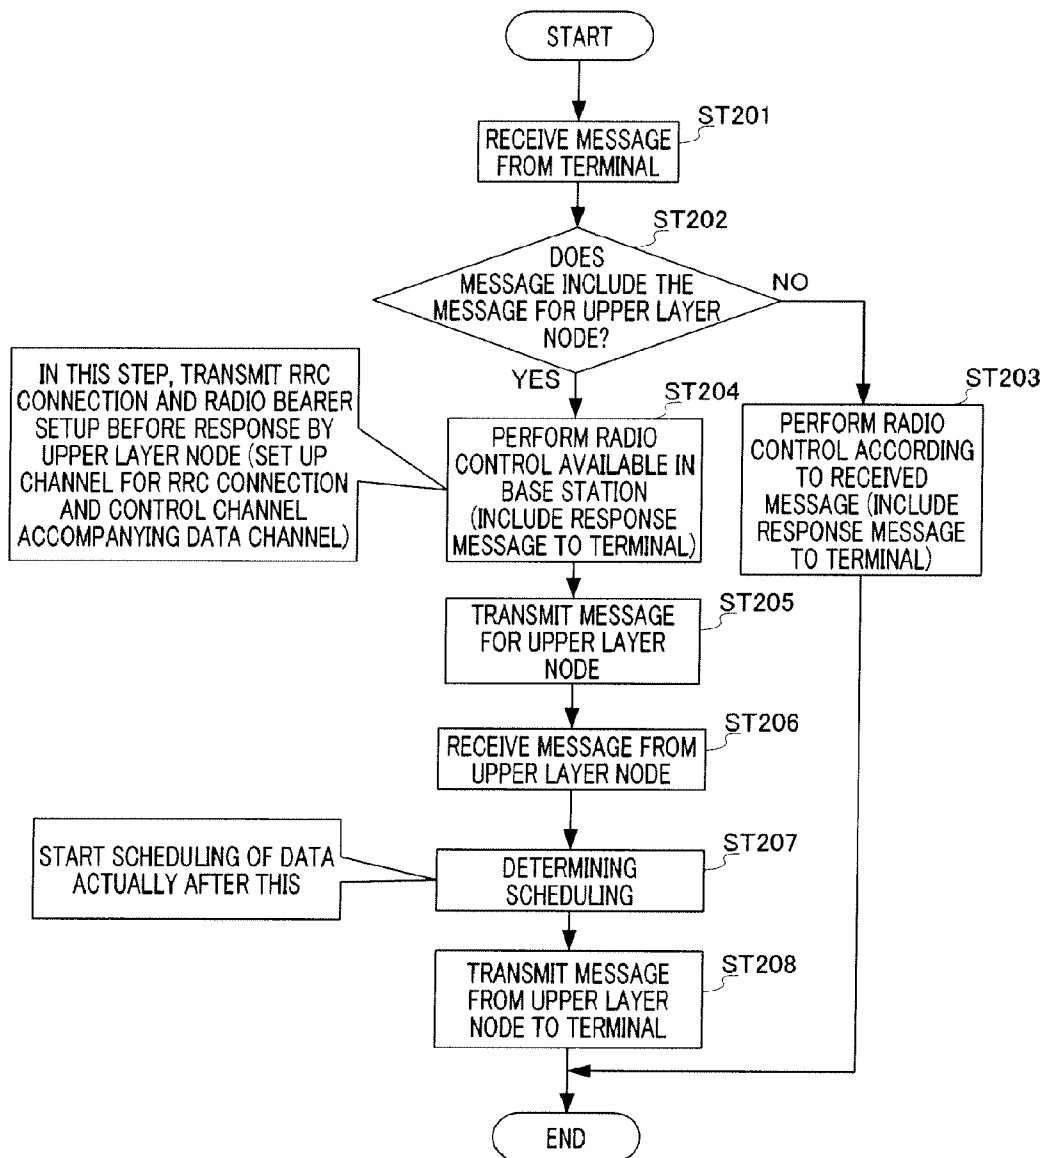 START
ST201
RECEIVE MESSAGE
FROM TERMINAL
ST202
DOES
MESSAGE INCLUDE THE
MESSAGE FOR UPPER LAYER
NODE?
NO
YES
IN THIS STEP, TRANSMIT RRC
CONNECTION AND RADIO BEARER
SETUP BEFORE RESPONSE BY
UPPER LAYER NODE (SET UP
CHANNEL FOR RRC CONNECTION
AND CONTROL CHANNEL
ACCOMPANYING DATA CHANNEL)
ST204
PERFORM RADIO
CONTROL AVAILABLE IN
BASE STATION
(INCLUDE RESPONSE
MESSAGE TO TERMINAL)
ST203
PERFORM RADIO
CONTROL ACCORDING
TO RECEIVED
MESSAGE (INCLUDE
RESPONSE MESSAGE
TO TERMINAL)
ST205
TRANSMIT MESSAGE
FOR UPPER LAYER
NODE
ST206
RECEIVE MESSAGE FROM
UPPER LAYER NODE
START SCHEDULING OF DATA
ACTUALLY AFTER THIS
ST207
DETERMINING
SCHEDULING
ST208
TRANSMIT MESSAGE
FROM UPPER LAYER
NODE TO TERMINAL
END